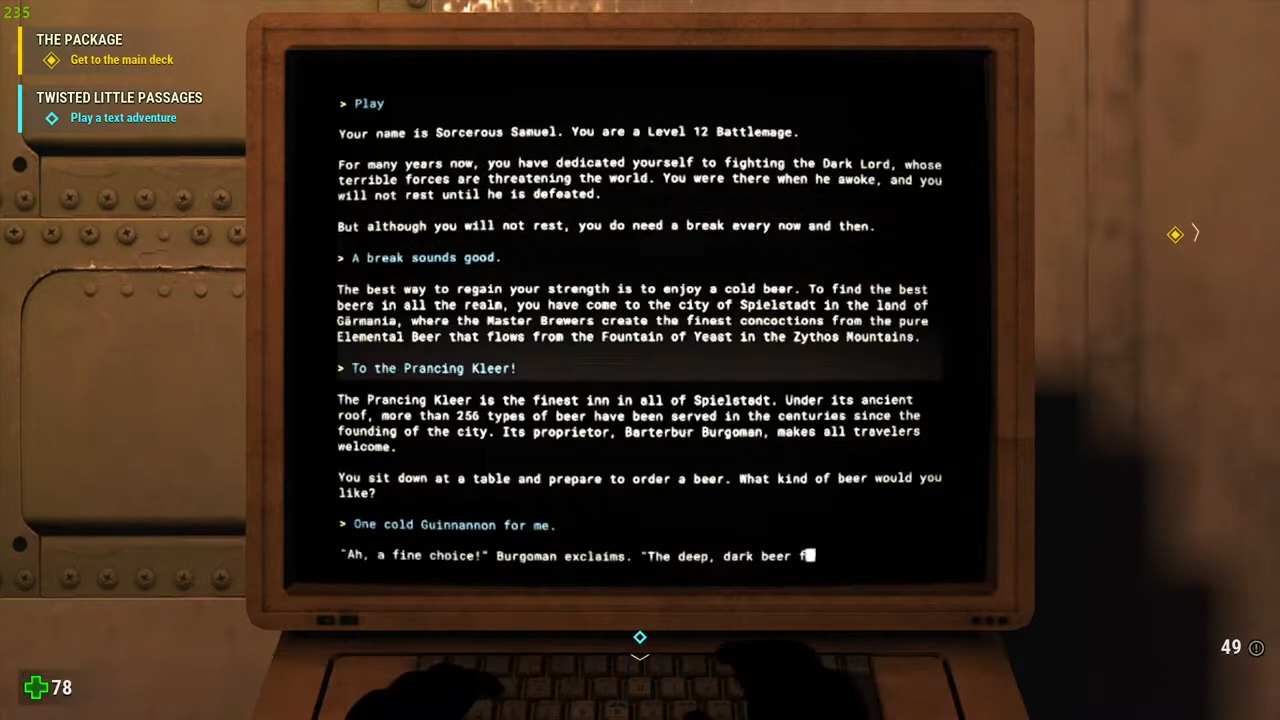 235
THE PACKAGE
Get to the main deck
TWISTED LITTLE PASSAGES
Play a text adventure
> Play
Your name is Sorcerous Samuel. You are a Level 12 Battlemage.
For many years now, you have dedicated yourself to fighting the Dark Lord, whose
terrible forces are threatening the world. You were there when he awoke, and you
will not rest until he is defeated.
But although you will not rest, you do need a break every now and then.
> A break sounds good.
The best way to regain your strength is to enjoy a cold beer. To find the best
beers in all the realm, you have come to the city of Spielstadt in the land of
Gärmania, where the Master Brewers create the finest concoctions from the pure
Elemental Beer that flows from the Fountain of Yeast in the Zythos Mountains.
> To the Prancing Kleer!
The Prancing Kleer is the finest inn in all of Spielstadt. Under its ancient
roof, more than 256 types of beer have been served in the centuries since the
founding of the city. Its proprietor, Barterbur Burgoman, makes all travelers
welcome.
You sit down at a table and prepare to order a beer. What kind of beer would you
like?
> One cold Guinnannon for me.
"Ah, a fine choice!" Burgoman exclaims. "The deep, dark beer f
49
78